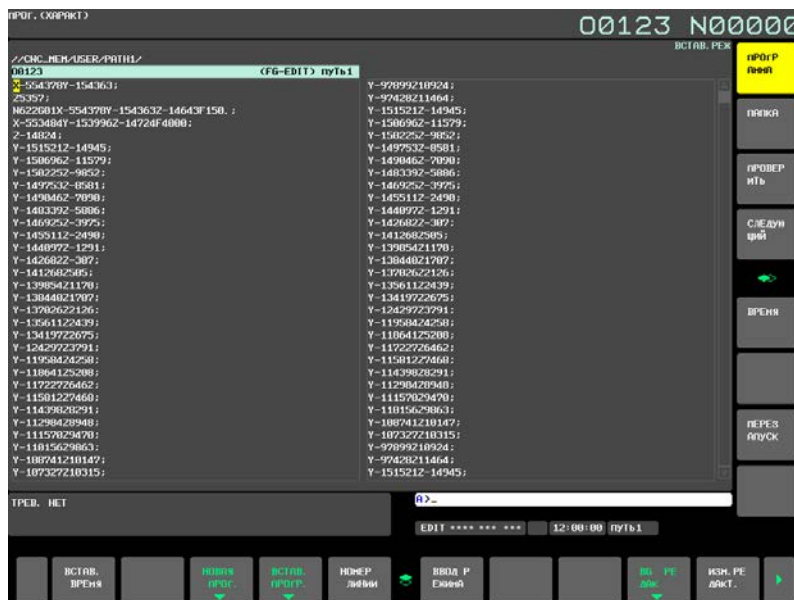 ПРОГ.(ХАРАКТ)
O0123 N00000
ВСТАВ.РЕЖ
//CNC_MEM/USER/PATH1/
O0123 (FG-EDIT) ПУТЬ1
X-554378Y-154363;
Z5357;
N622G01X-554378Y-154363Z-14643F150.;
X-553484Y-153996Z-14724F4000;
Z-14824;
Y-151521Z-14945;
Y-150696Z-11579;
Y-150225Z-9852;
Y-149753Z-8581;
Y-149046Z-7090;
Y-148339Z-5806;
Y-146925Z-3975;
Y-145511Z-2490;
Y-144097Z-1291;
Y-142682Z-307;
Y-141268Z505;
Y-139854Z1170;
Y-138440Z1707;
Y-137026Z2126;
Y-135611Z2439;
Y-134197Z2675;
Y-124297Z3791;
Y-119584Z4258;
Y-118641Z5208;
Y-117227Z6462;
Y-115812Z7468;
Y-114398Z8291;
Y-112984Z8948;
Y-111570Z9470;
Y-110156Z9863;
Y-108741Z10147;
Y-107327Z10315;
Y-97899Z10924;
Y-97428Z11464;
Y-151521Z-14945;
Y-150696Z-11579;
Y-150225Z-9852;
Y-149753Z-8581;
Y-149046Z-7090;
Y-148339Z-5806;
Y-146925Z-3975;
Y-145511Z-2490;
Y-144097Z-1291;
Y-142682Z-307;
Y-141268Z505;
Y-139854Z1170;
Y-138440Z1707;
Y-137026Z2126;
Y-135611Z2439;
Y-134197Z2675;
Y-124297Z3791;
Y-119584Z4258;
Y-118641Z5208;
Y-117227Z6462;
Y-115812Z7468;
Y-114398Z8291;
Y-112984Z8948;
Y-111570Z9470;
Y-110156Z9863;
Y-108741Z10147;
Y-107327Z10315;
Y-97899Z10924;
Y-97428Z11464;
Y-151521Z-14945;
ПРОГР
АММА
ПАПКА
ПРОВЕР
ИТЬ
СЛЕДУЮ
ЩИЙ
ВРЕМЯ
ПЕРЕЗ
АПУСК
ТРЕВ. НЕТ
A>_
EDIT **** *** ***
12:00:00
ПУТЬ1
ВСТАВ.
ВРЕМЯ
НОВАЯ
ПРОГ.
ВСТАВ.
ПРОГР.
НОМЕР
ЛИНИИ
ВВОД Р
ЕЖИМА
BG РЕ
ДАК
ИЗМ.РЕ
ДАКТ.